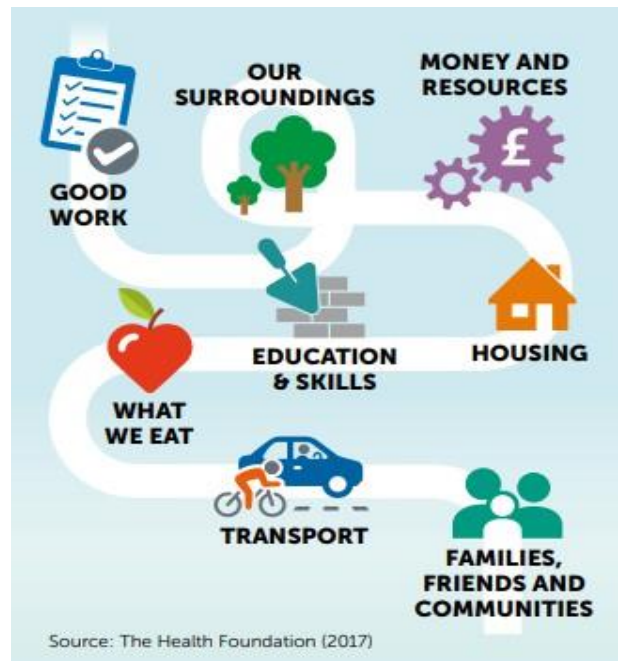 GOOD
WORK
OUR
SURROUNDINGS
MONEY AND
RESOURCES
£
EDUCATION
& SKILLS
HOUSING
WHAT
WE EAT
TRANSPORT
FAMILIES,
FRIENDS AND
COMMUNITIES
Source: The Health Foundation (2017)